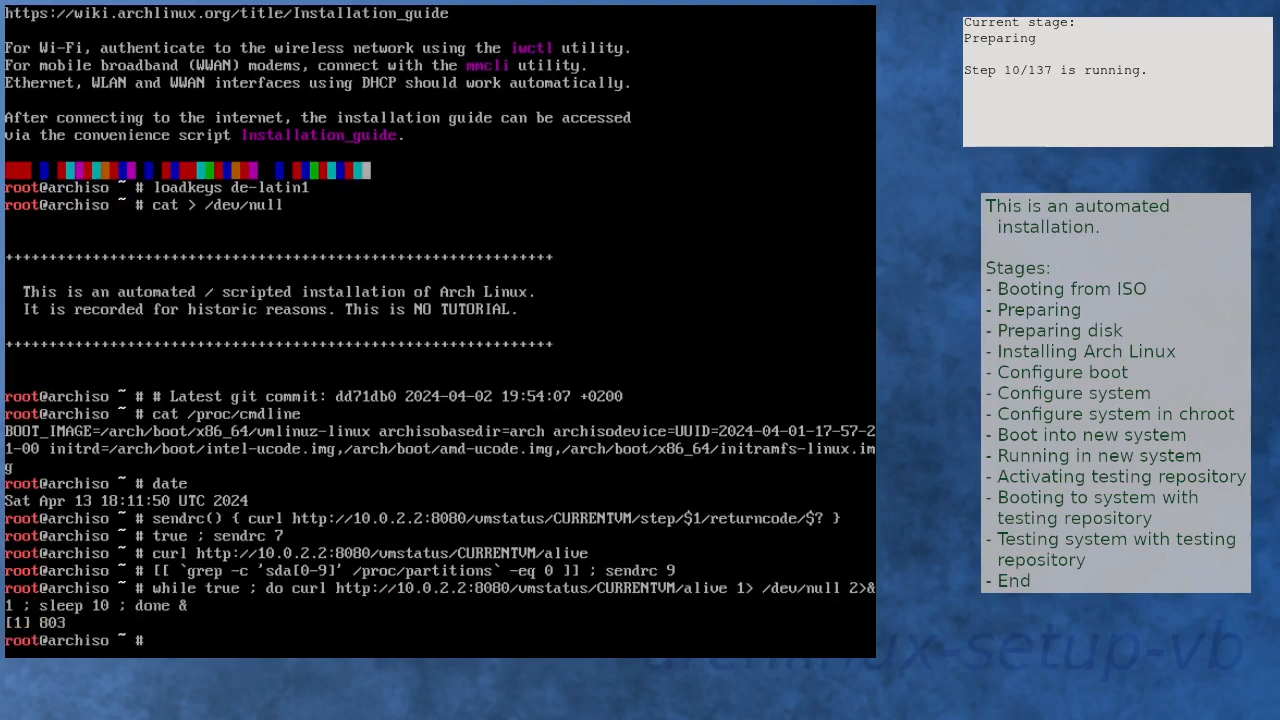 https://wiki.archlinux.org/title/Installation_guide
For Wi-Fi, authenticate to the wireless network using the iwctl utility.
For mobile broadband (WWAN) modems, connect with the mmcli utility.
Ethernet, WLAN and WWAN interfaces using DHCP should work automatically.
After connecting to the internet, the installation guide can be accessed
via the convenience script Installation_guide.
root@archiso ~ # loadkeys de-latin1
root@archiso ~ # cat > /dev/null
+++++++++++++++++++++++++++++++++++++++++++++++++++++++++++++++
This is an automated / scripted installation of Arch Linux.
It is recorded for historic reasons. This is NO TUTORIAL.
+++++++++++++++++++++++++++++++++++++++++++++++++++++++++++++++
root@archiso ~ # # Latest git commit: dd71db0 2024-04-02 19:54:07 +0200
root@archiso ~ # cat /proc/cmdline
BOOT_IMAGE=/arch/boot/x86_64/vmlinuz-linux archisobasedir=arch archisodevice=UUID=2024-04-01-17-57-2
1-00 initrd=/arch/boot/intel-ucode.img,/arch/boot/amd-ucode.img,/arch/boot/x86_64/initramfs-linux.im
g
root@archiso ~ # date
Sat Apr 13 18:11:50 UTC 2024
root@archiso ~ # sendrc() { curl http://10.0.2.2:8080/vmstatus/CURRENTVM/step/$1/returncode/$? }
root@archiso ~ # true ; sendrc 7
root@archiso ~ # curl http://10.0.2.2:8080/vmstatus/CURRENTVM/alive
root@archiso ~ # [[ `grep -c 'sda[0-9]' /proc/partitions` -eq 0 ]] ; sendrc 9
root@archiso ~ # while true ; do curl http://10.0.2.2:8080/vmstatus/CURRENTVM/alive 1> /dev/null 2>&
1 ; sleep 10 ; done &
[1] 803
root@archiso ~ #
Current stage:
Preparing
Step 10/137 is running.
This is an automated
installation.
Stages:
- Booting from ISO
- Preparing
- Preparing disk
- Installing Arch Linux
- Configure boot
- Configure system
- Configure system in chroot
- Boot into new system
- Running in new system
- Activating testing repository
- Booting to system with
testing repository
- Testing system with testing
repository
- End
x-setup-vb